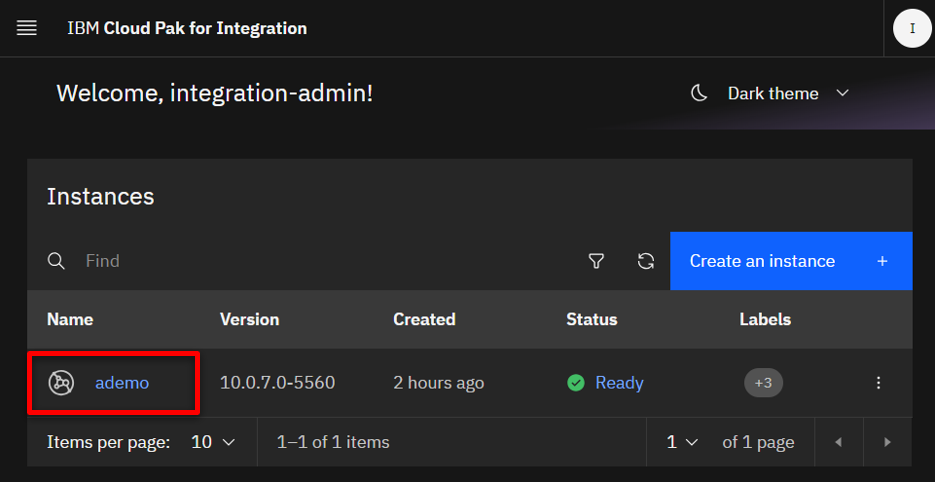 IBM Cloud Pak for Integration
I
Welcome, integration-admin!
Dark theme
Instances
Find
Create an instance +
Name Version Created Status Labels
ademo 10.0.7.0-5560 2 hours ago Ready +3
Items per page: 10 1–1 of 1 items 1 of 1 page